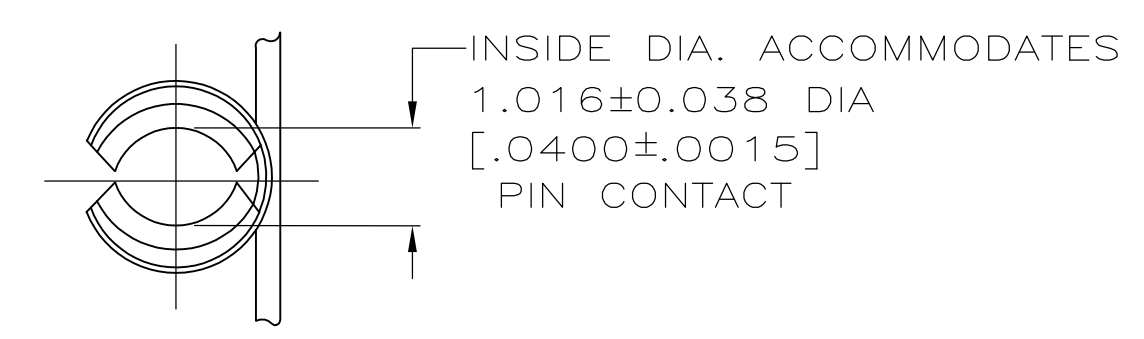 INSIDE DIA. ACCOMMODATES
1.016±0.038 DIA
[.0400±.0015]
PIN CONTACT